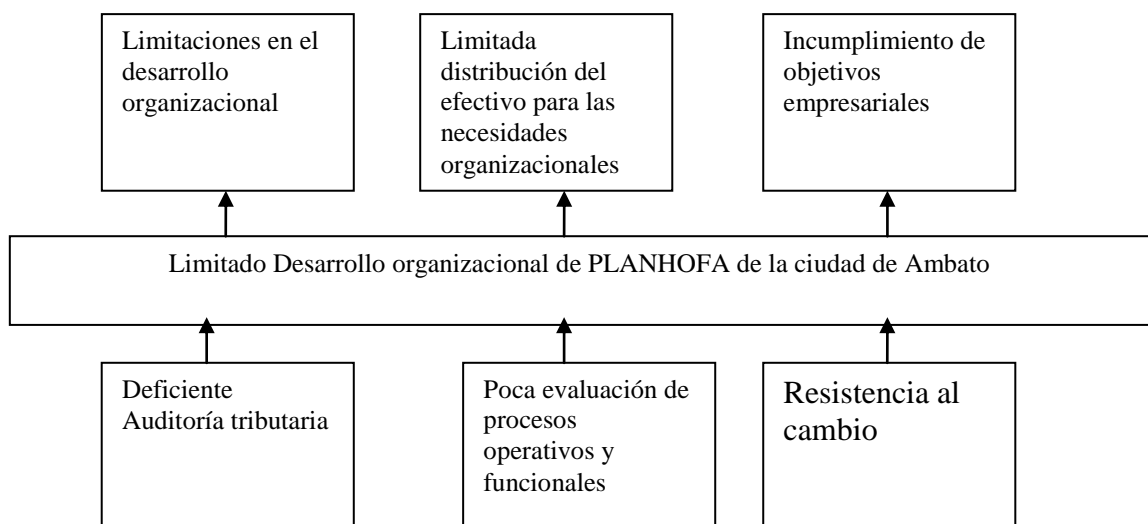 Limitaciones en el
desarrollo
organizacional
Limitada
distribución del
efectivo para las
necesidades
organizacionales
Incumplimiento de
objetivos
empresariales
Limitado Desarrollo organizacional de PLANHOFA de la ciudad de Ambato
Deficiente
Auditoría tributaria
Poca evaluación de
procesos
operativos y
funcionales
Resistencia al
cambio